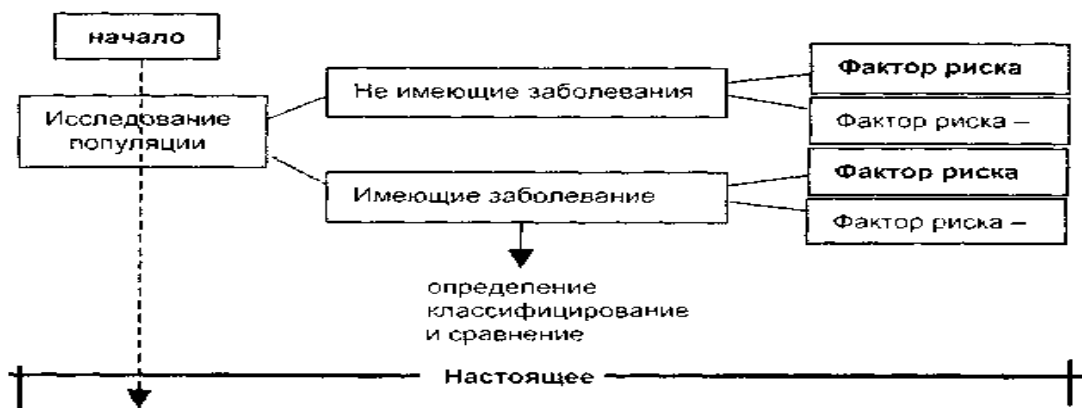 начало
Исследование
популяции
Не имеющие заболевания
Имеющие заболевание
Фактор риска
Фактор риска –
Фактор риска
Фактор риска –
определение
классифицирование
и сравнение
Настоящее